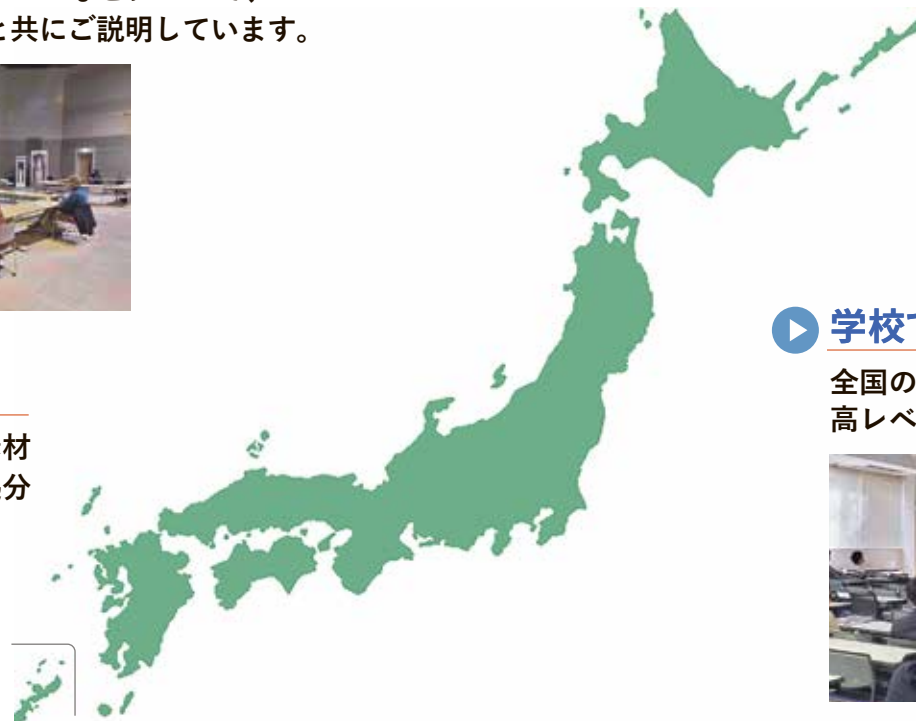 と共にご説明しています。
材
分
学校
全国の
高レベ